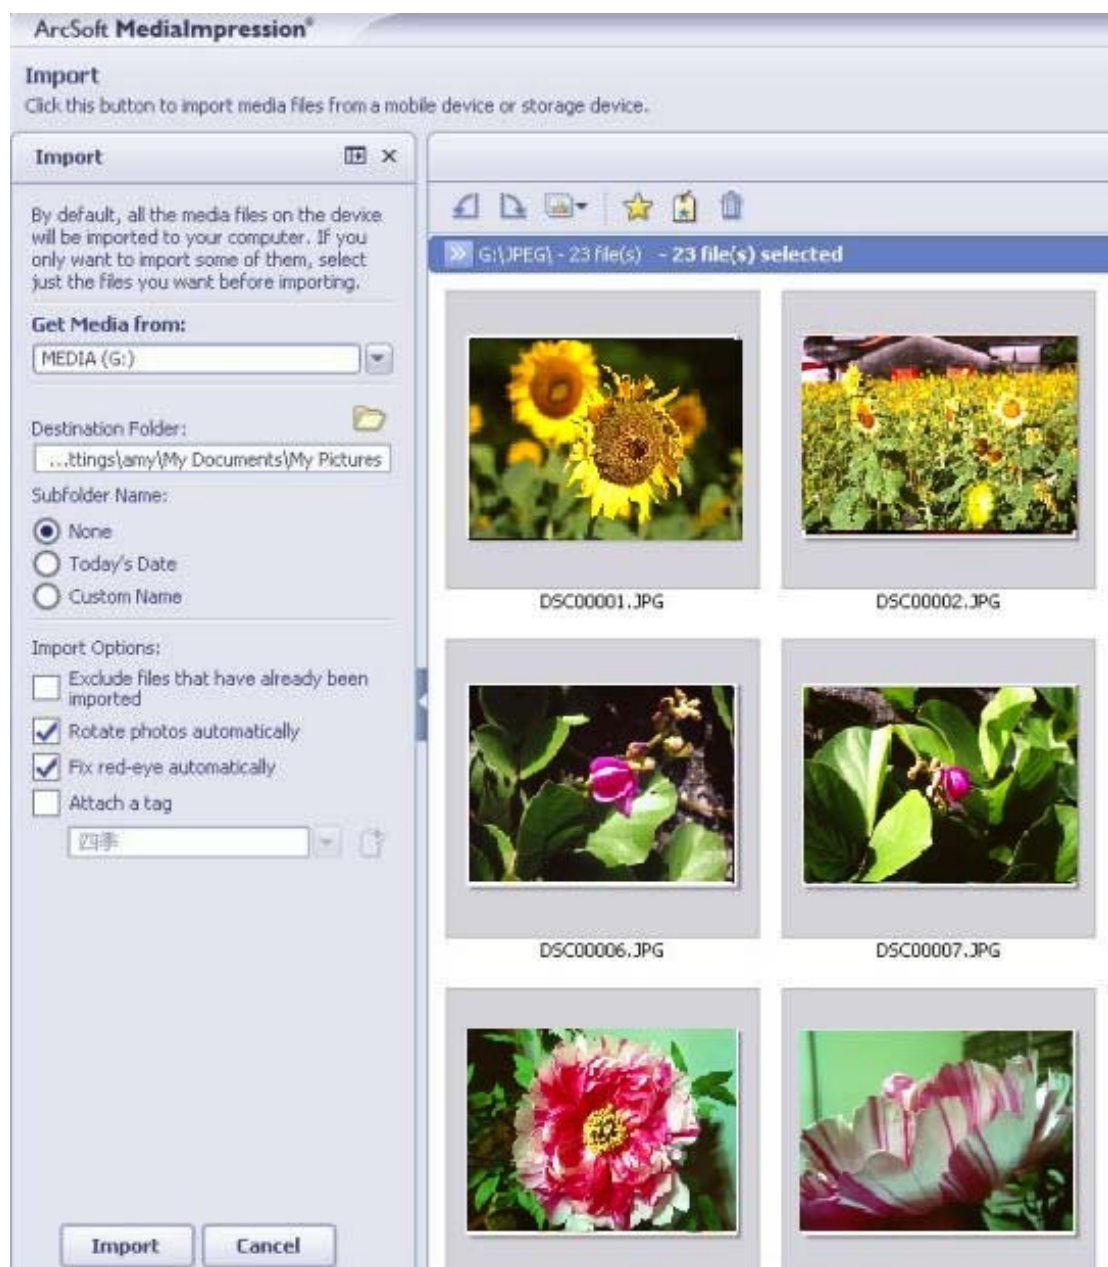 ArcSoft MediaImpression®
Import
Click this button to import media files from a mobile device or storage device.
Import
By default, all the media files on the device
will be imported to your computer. If you
only want to import some of them, select
just the files you want before importing.
Get Media from:
MEDIA (G:)
Destination Folder:
...ttings\amy\My Documents\My Pictures
Subfolder Name:
None
Today's Date
Custom Name
Import Options:
Exclude files that have already been
imported
Rotate photos automatically
Fix red-eye automatically
Attach a tag
四季
Import
Cancel
G:\JPEG\ - 23 file(s) - 23 file(s) selected
DSC00001.JPG
DSC00002.JPG
DSC00006.JPG
DSC00007.JPG